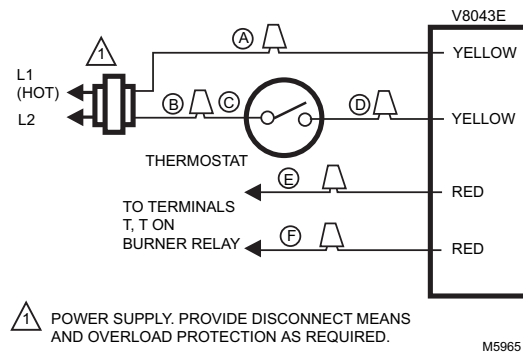 V8043E
A
1
YELLOW
L1
(HOT)
B
C
D
L2
YELLOW
THERMOSTAT
E
RED
TO TERMINALS
T, T ON
BURNER RELAY
F
RED
1 POWER SUPPLY. PROVIDE DISCONNECT MEANS
AND OVERLOAD PROTECTION AS REQUIRED.
M5965